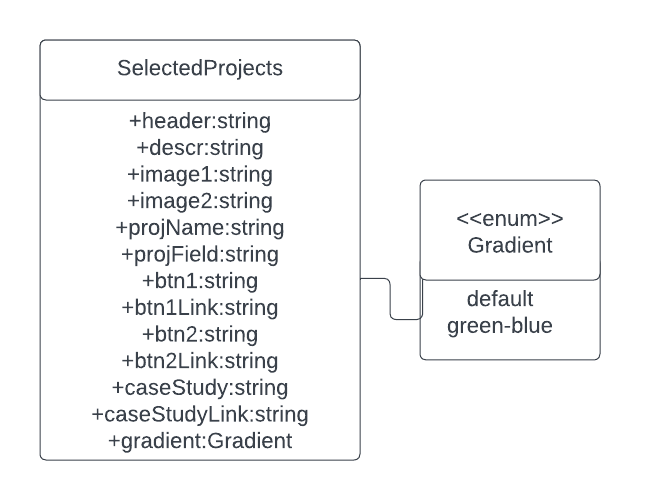 SelectedProjects
+header:string
+descr:string
+image1:string
+image2:string
+projName:string
+projField:string
+btn1:string
+btn1Link:string
+btn2:string
+btn2Link:string
+caseStudy:string
+caseStudyLink:string
+gradient:Gradient
<<enum>>
Gradient
default
green-blue